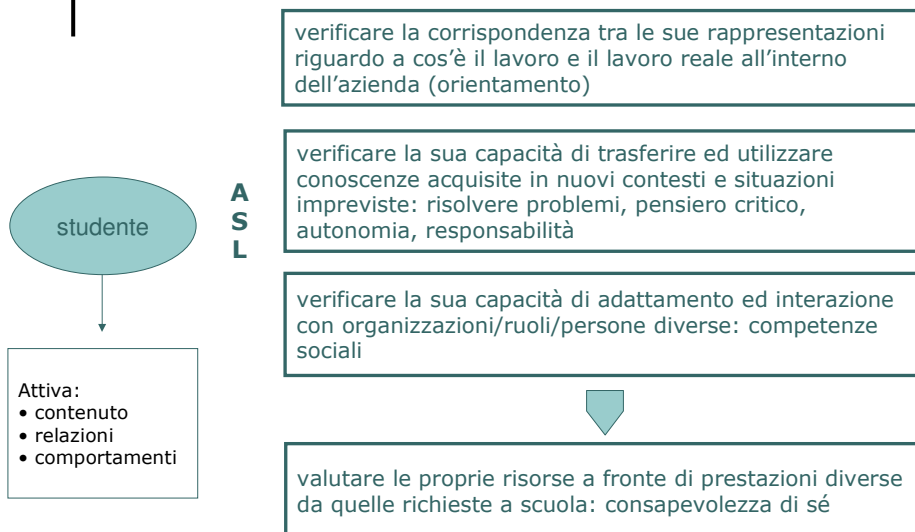 verificare la corrispondenza tra le sue rappresentazioni
riguardo a cos'è il lavoro e il lavoro reale all'interno
dell'azienda (orientamento)
verificare la sua capacità di trasferire ed utilizzare
conoscenze acquisite in nuovi contesti e situazioni
impreviste: risolvere problemi, pensiero critico,
autonomia, responsabilità
studente
A
S
L
verificare la sua capacità di adattamento ed interazione
con organizzazioni/ruoli/persone diverse: competenze
sociali
Attiva:
• contenuto
• relazioni
• comportamenti
valutare le proprie risorse a fronte di prestazioni diverse
da quelle richieste a scuola: consapevolezza di sé